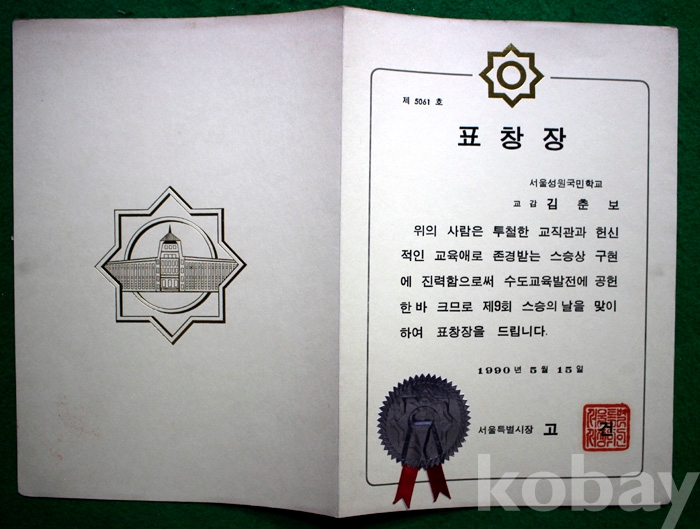 제 5061 호
표창장
서울성원국민학교
교감 김춘보
위의 사람은 투철한 교직관과 헌신
적인 교육애로 존경받는 스승상 구현
에 진력함으로써 수도교육발전에 공헌
한 바 크므로 제9회 스승의 날을 맞이
하여 표창장을 드립니다.
1990 년 5 월 15 일
서울특별시장 고 건
kobay